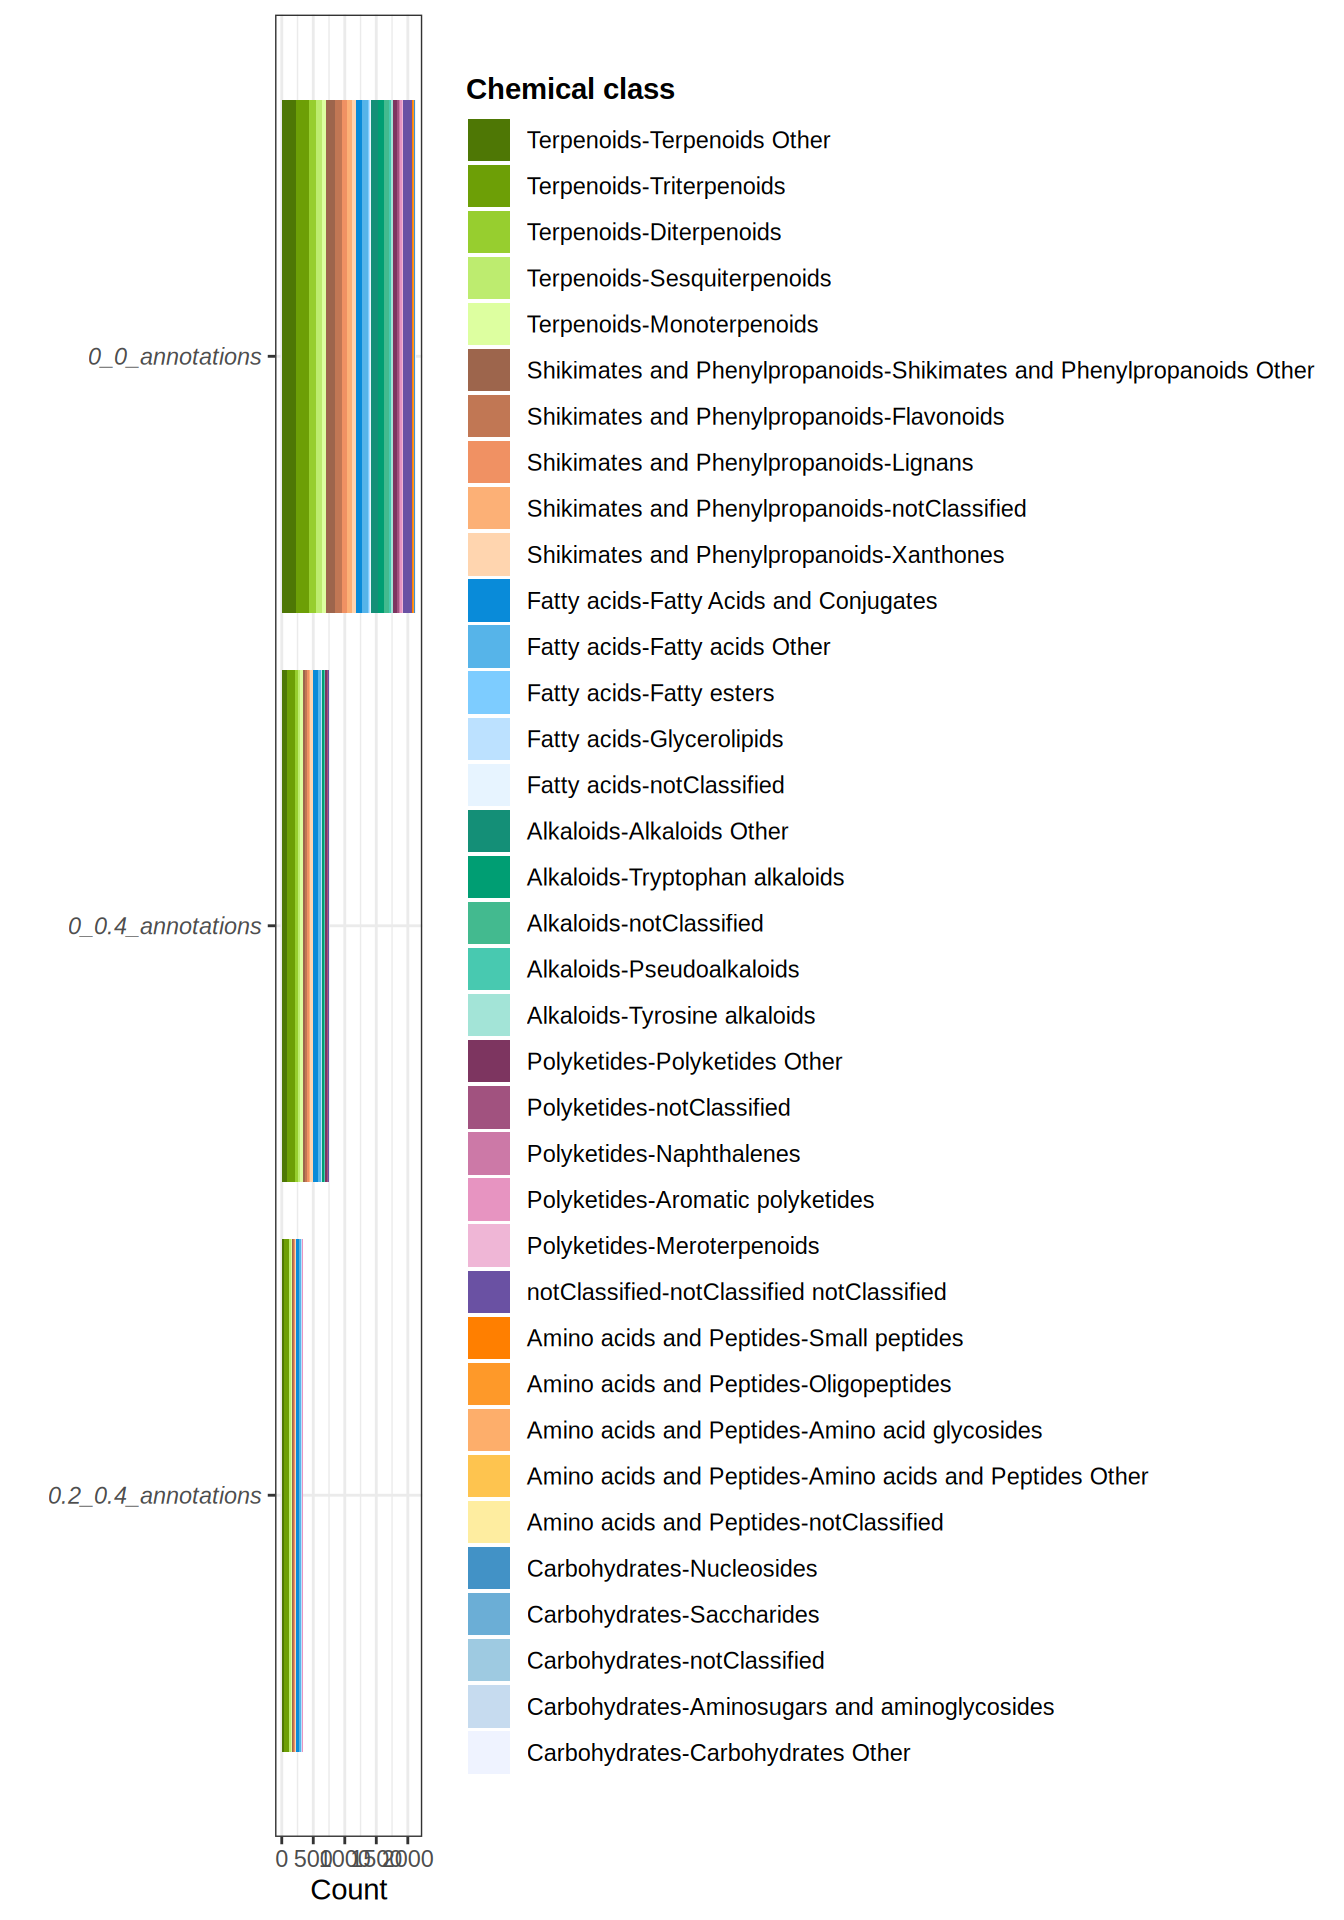 Chemical class
Terpenoids-Terpenoids Other
Terpenoids-Triterpenoids
Terpenoids-Diterpenoids
Terpenoids-Sesquiterpenoids
Terpenoids-Monoterpenoids
Shikimates and Phenylpropanoids-Shikimates and Phenylpropanoids Other
Shikimates and Phenylpropanoids-Flavonoids
Shikimates and Phenylpropanoids-Lignans
Shikimates and Phenylpropanoids-notClassified
Shikimates and Phenylpropanoids-Xanthones
Fatty acids-Fatty Acids and Conjugates
Fatty acids-Fatty acids Other
Fatty acids-Fatty esters
Fatty acids-Glycerolipids
Fatty acids-notClassified
Alkaloids-Alkaloids Other
Alkaloids-Tryptophan alkaloids
Alkaloids-notClassified
Alkaloids-Pseudoalkaloids
Alkaloids-Tyrosine alkaloids
Polyketides-Polyketides Other
Polyketides-notClassified
Polyketides-Naphthalenes
Polyketides-Aromatic polyketides
Polyketides-Meroterpenoids
notClassified-notClassified notClassified
Amino acids and Peptides-Small peptides
Amino acids and Peptides-Oligopeptides
Amino acids and Peptides-Amino acid glycosides
Amino acids and Peptides-Amino acids and Peptides Other
Amino acids and Peptides-notClassified
Carbohydrates-Nucleosides
Carbohydrates-Saccharides
Carbohydrates-notClassified
Carbohydrates-Aminosugars and aminoglycosides
Carbohydrates-Carbohydrates Other
0_0_annotations
0_0.4_annotations
0.2_0.4_annotations
0 500 1000 1500 2000
Count